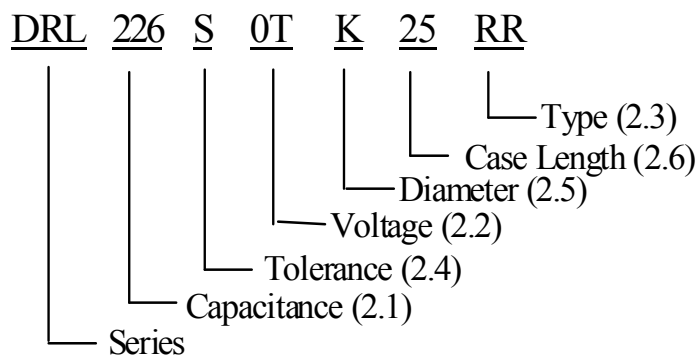 DRL 226 S 0T K 25 RR
Type (2.3)
Case Length (2.6)
Diameter (2.5)
Voltage (2.2)
Tolerance (2.4)
Capacitance (2.1)
Series